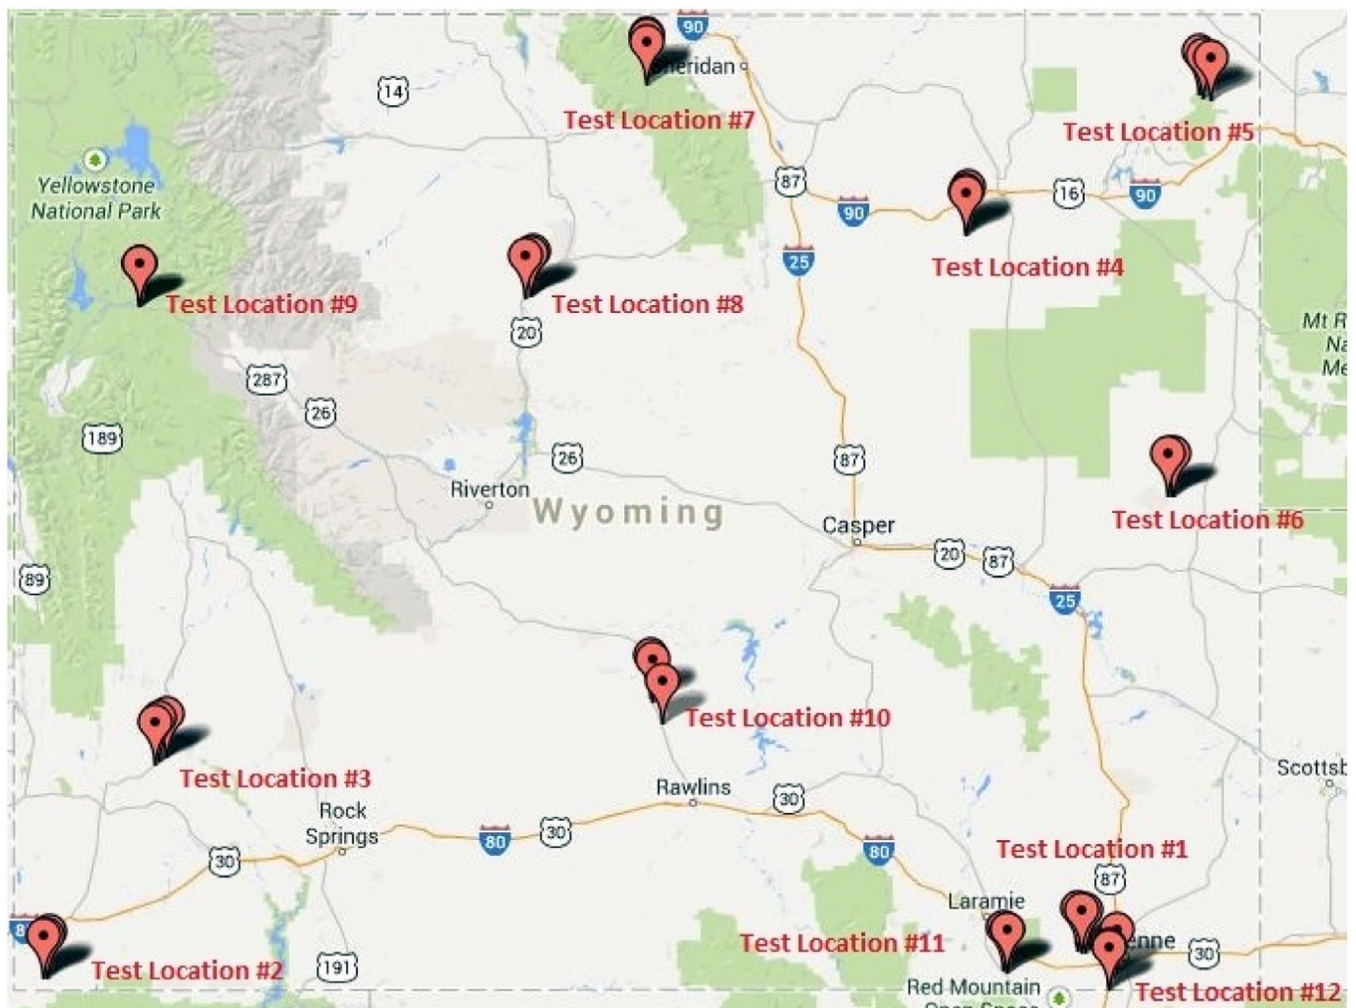 90
Sheridan
14
Test Location #7
Test Location #5
Yellowstone
National Park
87
90
16
90
25
Test Location #4
Test Location #9
Test Location #8
20
287
26
189
87
26
Riverton
Wyoming
Casper
Test Location #6
20
87
89
25
Test Location #10
Test Location #3
Rawlins
30
Rock
Springs
80
30
30
80
Test Location #1
87
Laramie
Test Location #11
30
Test Location #2
191
Red Mountain
Test Location #12